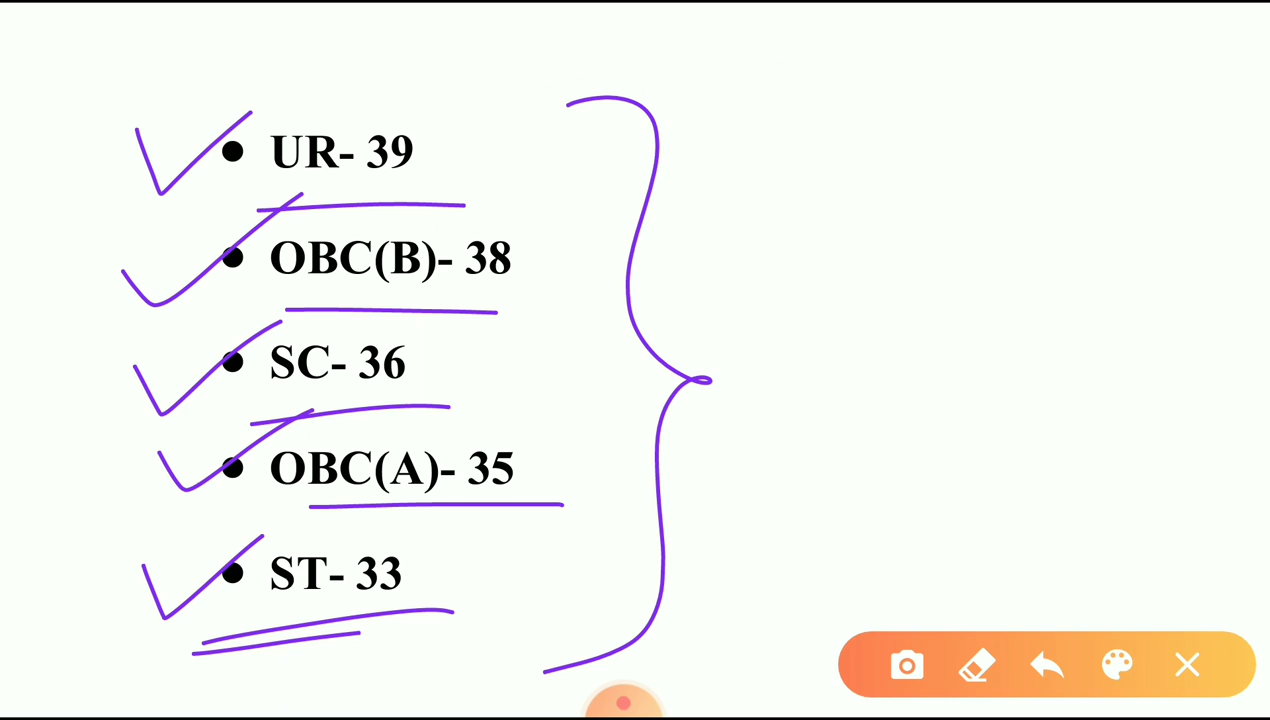 • UR- 39
• OBC(B)- 38
• SC- 36
• OBC(A)- 35
• ST- 33